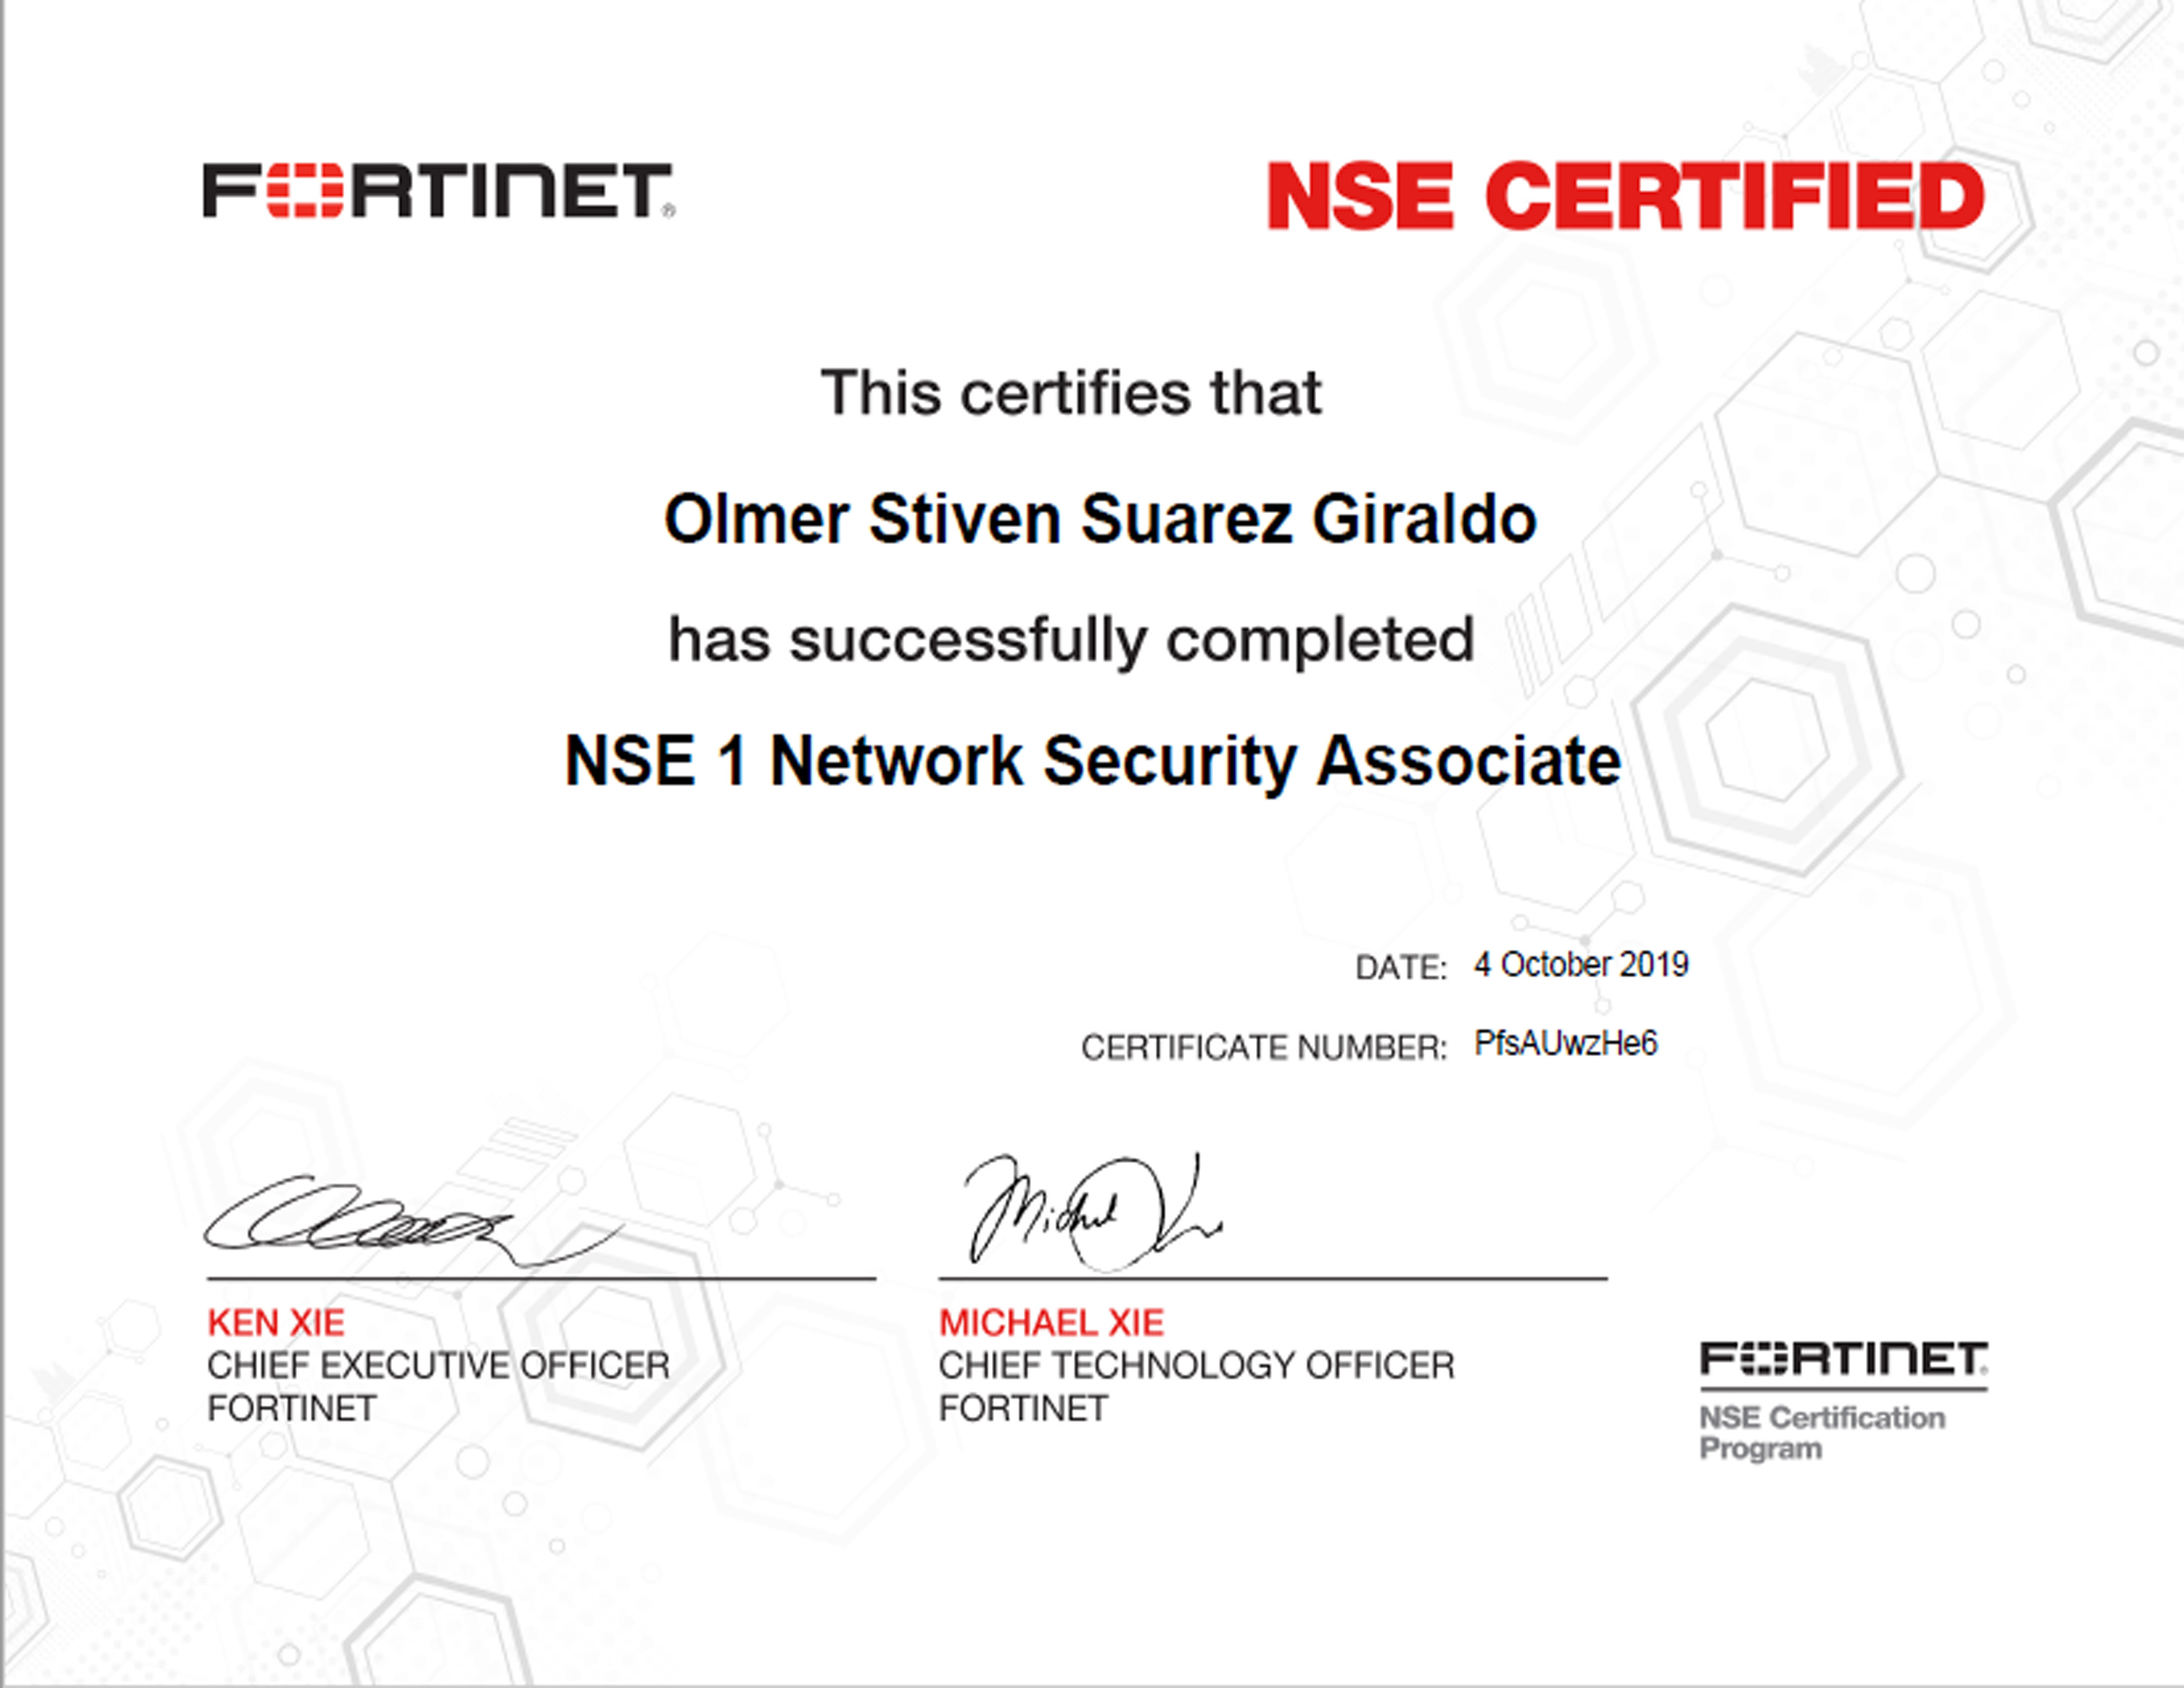 FORTINET®
NSE CERTIFIED
This certifies that
Olmer Stiven Suarez Giraldo
has successfully completed
NSE 1 Network Security Associate
DATE: 4 October 2019
CERTIFICATE NUMBER: PfsAUwzHe6
KEN XIE
CHIEF EXECUTIVE OFFICER
FORTINET
MICHAEL XIE
CHIEF TECHNOLOGY OFFICER
FORTINET
FORTINET®
NSE Certification
Program